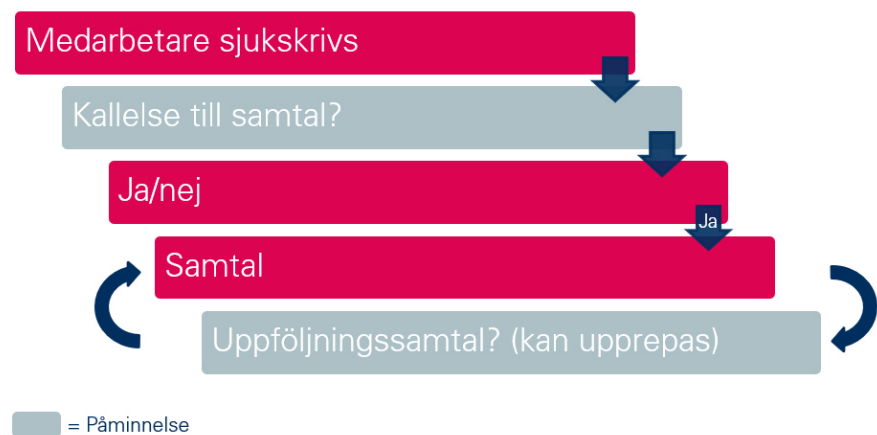 Medarbetare sjukskrivs
Kallelse till samtal?
Ja/nej
Ja
Samtal
Uppföljningssamtal? (kan upprepas)
= Påminnelse